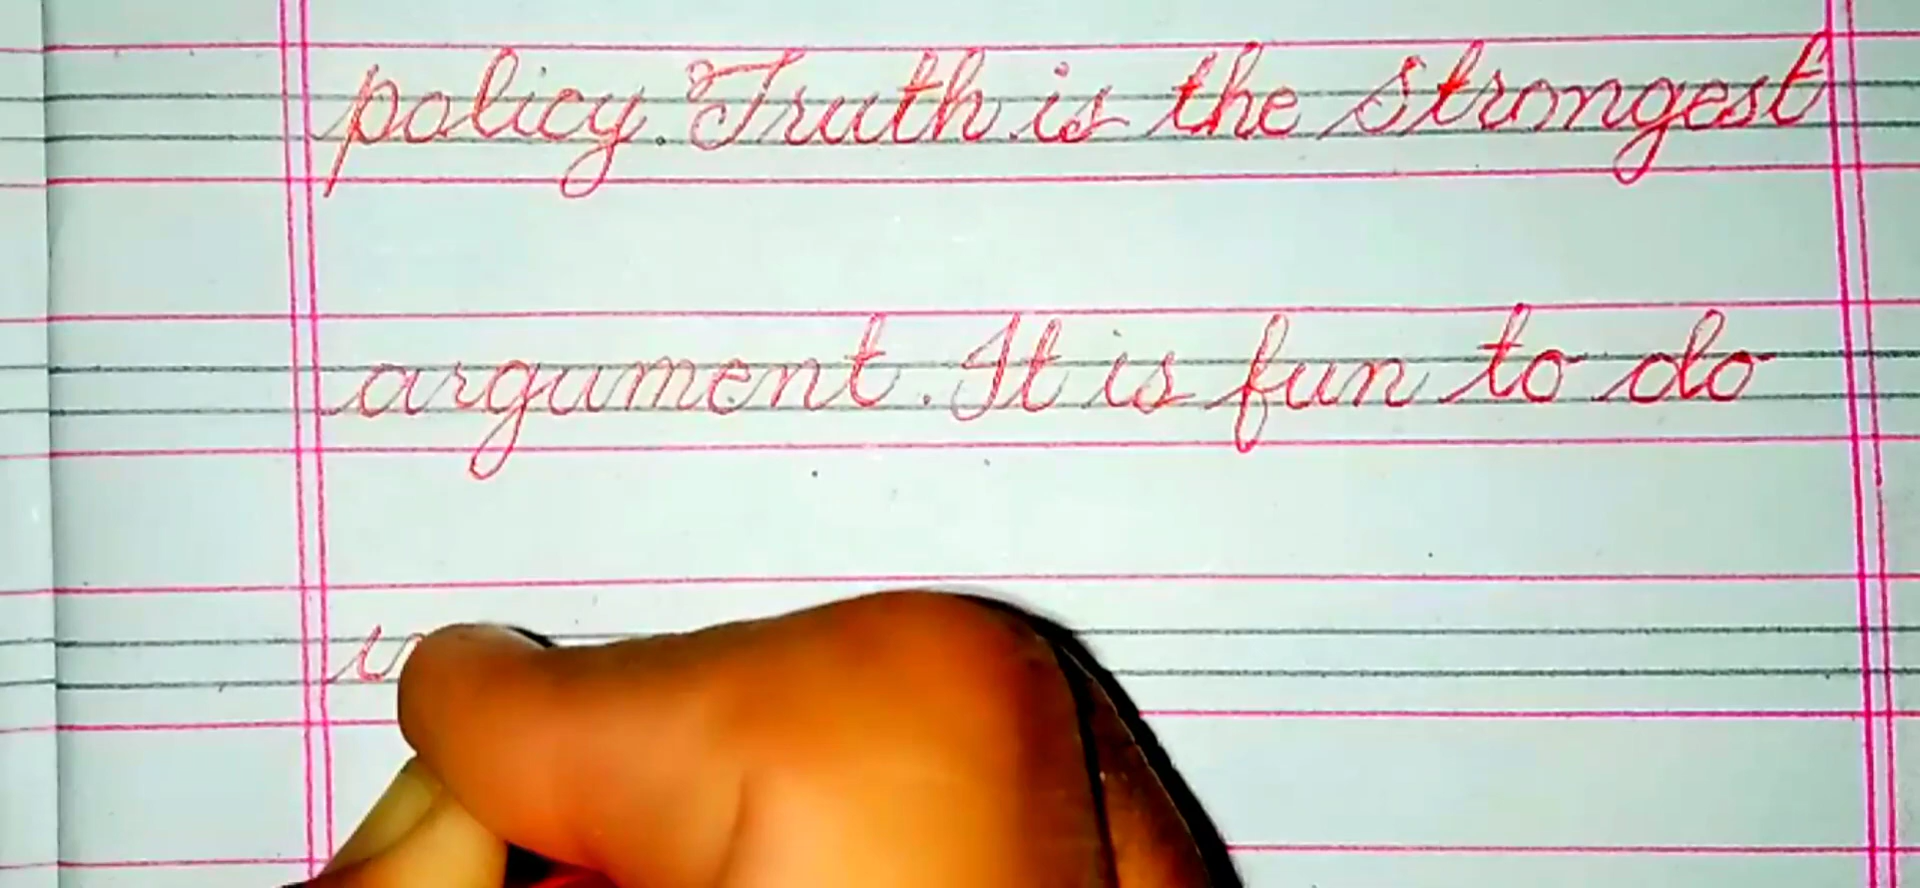 policy. Truth is the strongest
argument. It is fun to do